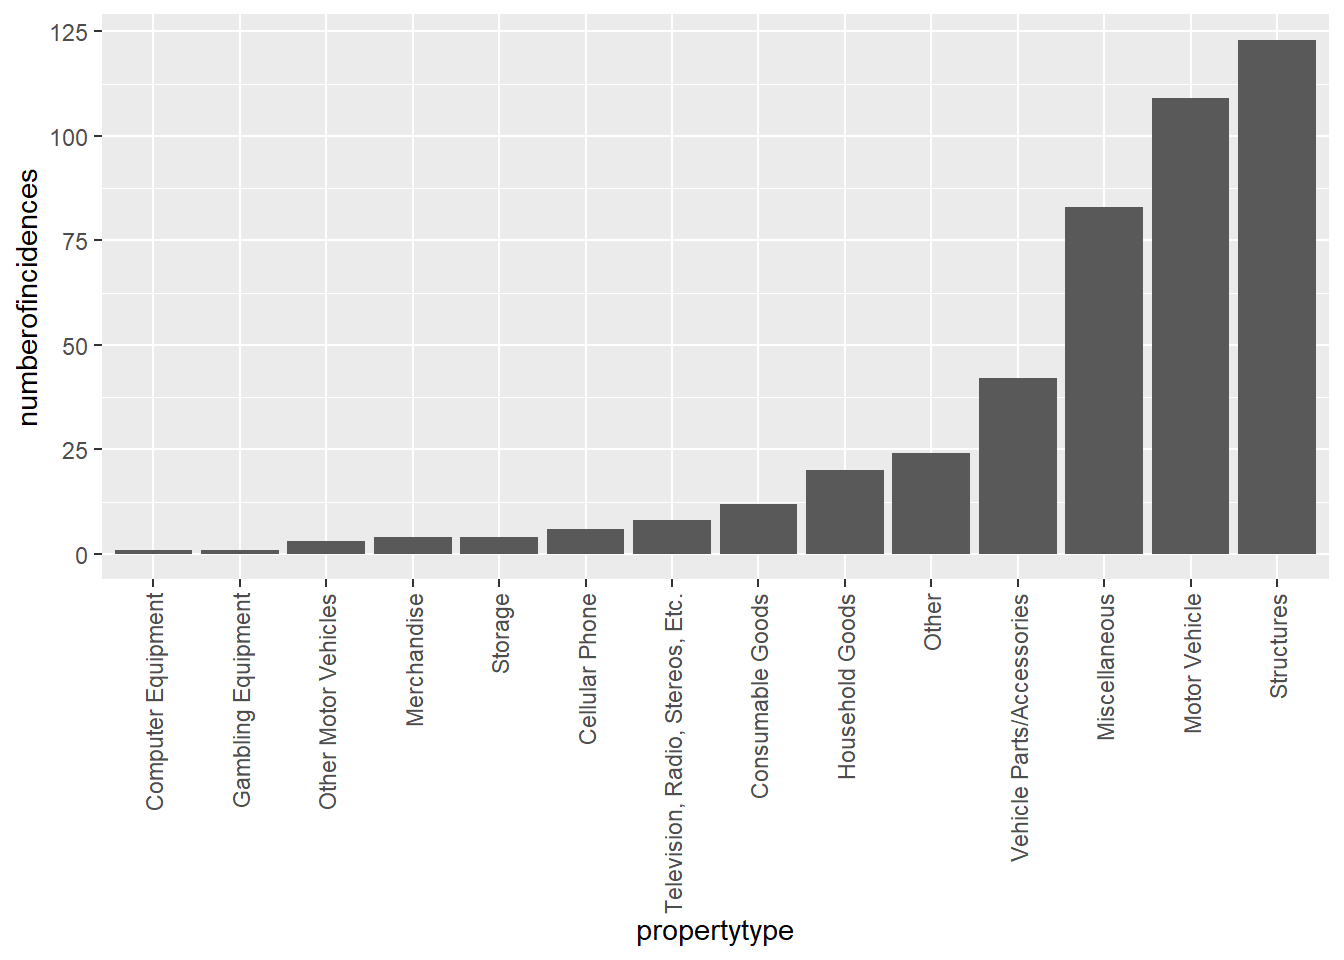 125
100
75
50
25
0
numberofincidences
Computer Equipment
Gambling Equipment
Other Motor Vehicles
Merchandise
Storage
Cellular Phone
Television, Radio, Stereos, Etc.
Consumable Goods
Household Goods
Other
Vehicle Parts/Accessories
Miscellaneous
Motor Vehicle
Structures
propertytype